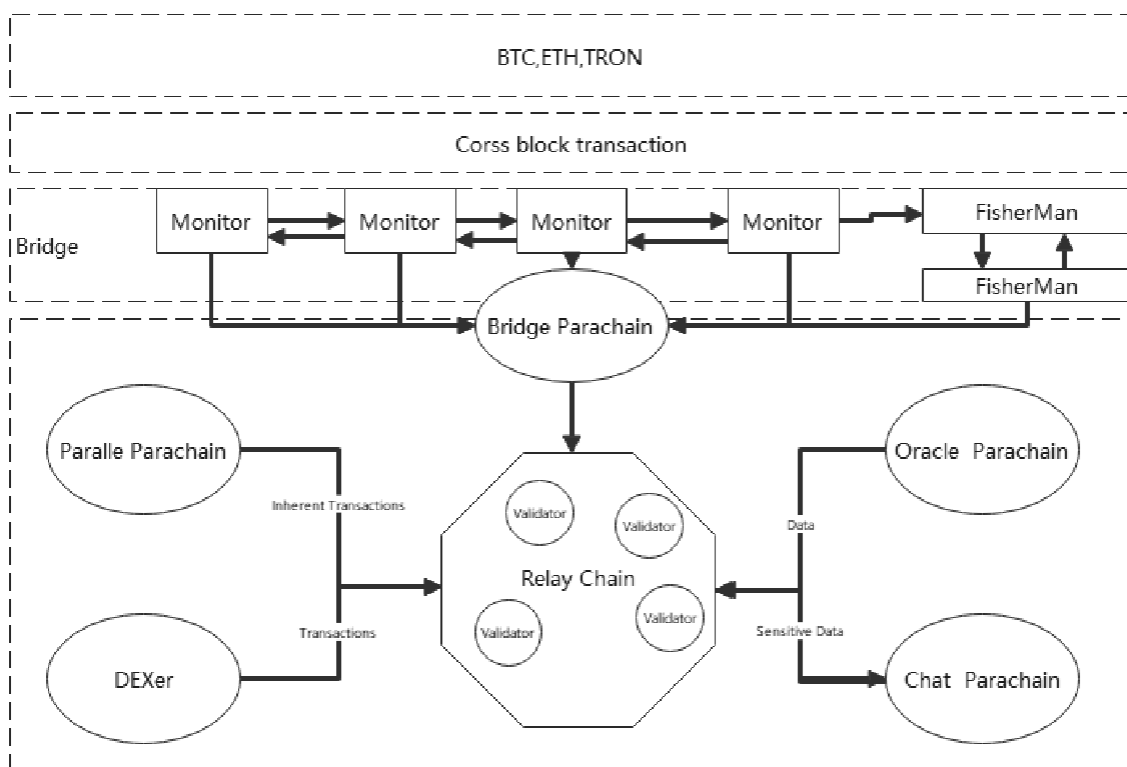 BTC,ETH,TRON
Corss block transaction
Monitor
Monitor
Monitor
Monitor
FisherMan
Bridge
FisherMan
Bridge Parachain
Paralle Parachain
Oracle Parachain
Inherent Transactions
Validator
Validator
Data
Relay Chain
Validator
Validator
Transactions
Sensitive Data
DEXer
Chat Parachain